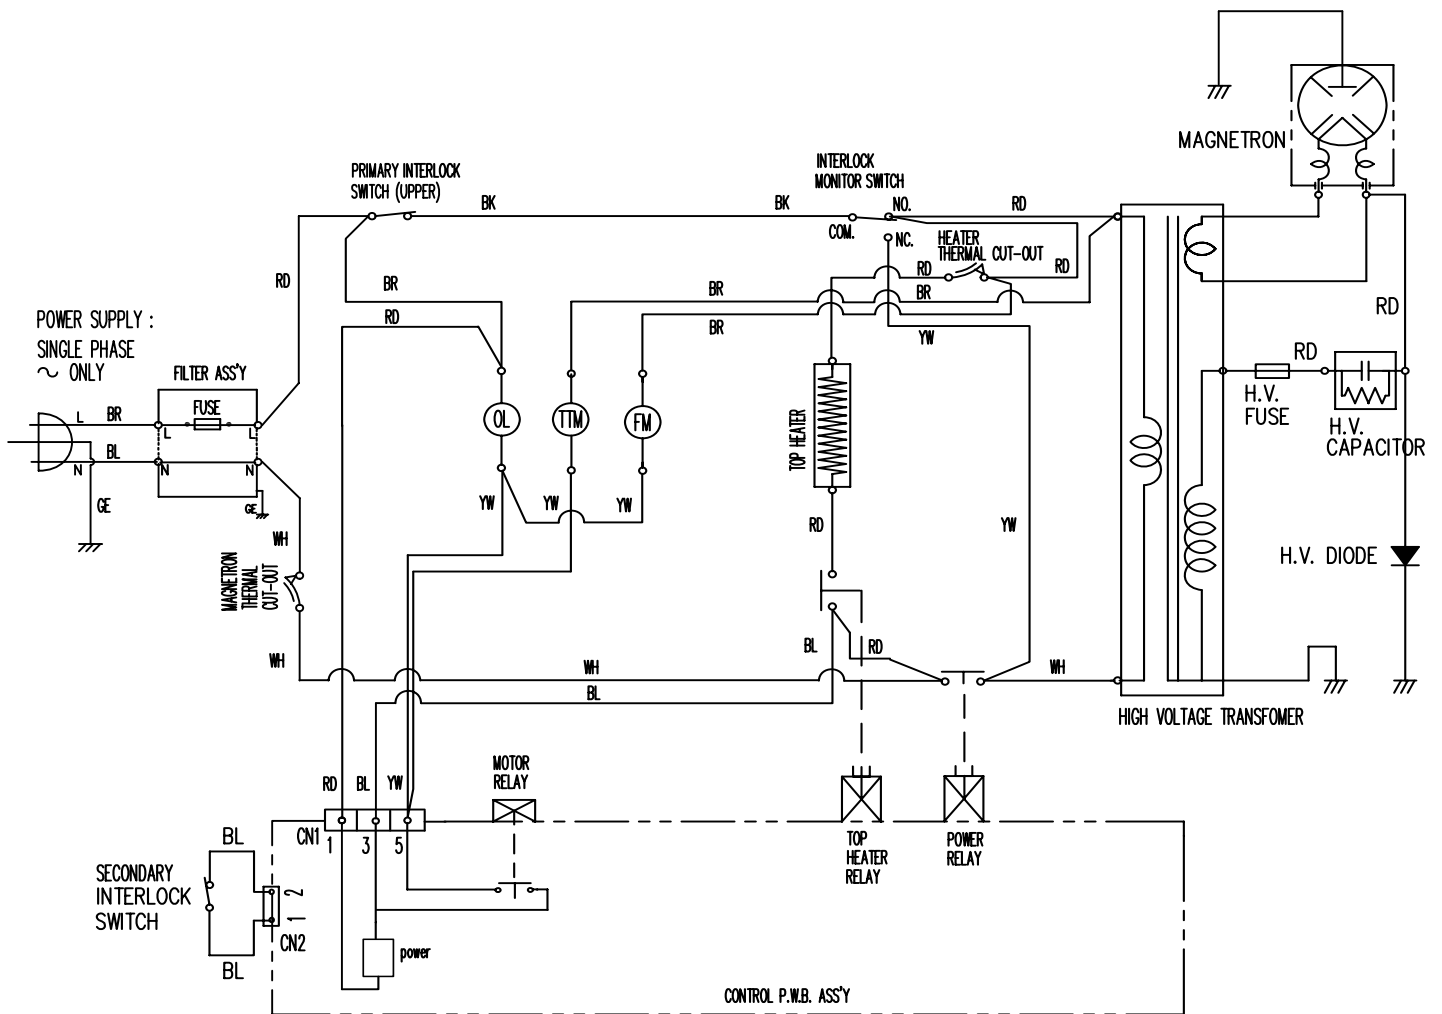 MAGNETRON
PRIMARY INTERLOCK
SWITCH (UPPER)
INTERLOCK
MONITOR SWITCH
BK
BK
NO.
RD
COM.
NC.
HEATER
THERMAL CUT-OUT
RD
BR
RD
RD
BR
BR
RD
BR
YW
RD
POWER SUPPLY :
SINGLE PHASE
~ ONLY
FILTER ASS'Y
FUSE
L
BR
L
L
BL
N
N
N
GE
GE
OL
TTM
FM
TOP HEATER
RD
H.V.
FUSE
H.V.
CAPACITOR
YW
YW
YW
WH
RD
YW
MAGNETRON
THERMAL
CUT-OUT
H.V. DIODE
WH
WH
BL
BL
RD
WH
HIGH VOLTAGE TRANSFOMER
RD
BL
YW
MOTOR
RELAY
CN1
1
3
5
TOP
HEATER
RELAY
POWER
RELAY
BL
SECONDARY
INTERLOCK
SWITCH
2
1
CN2
BL
power
CONTROL P.W.B. ASS'Y